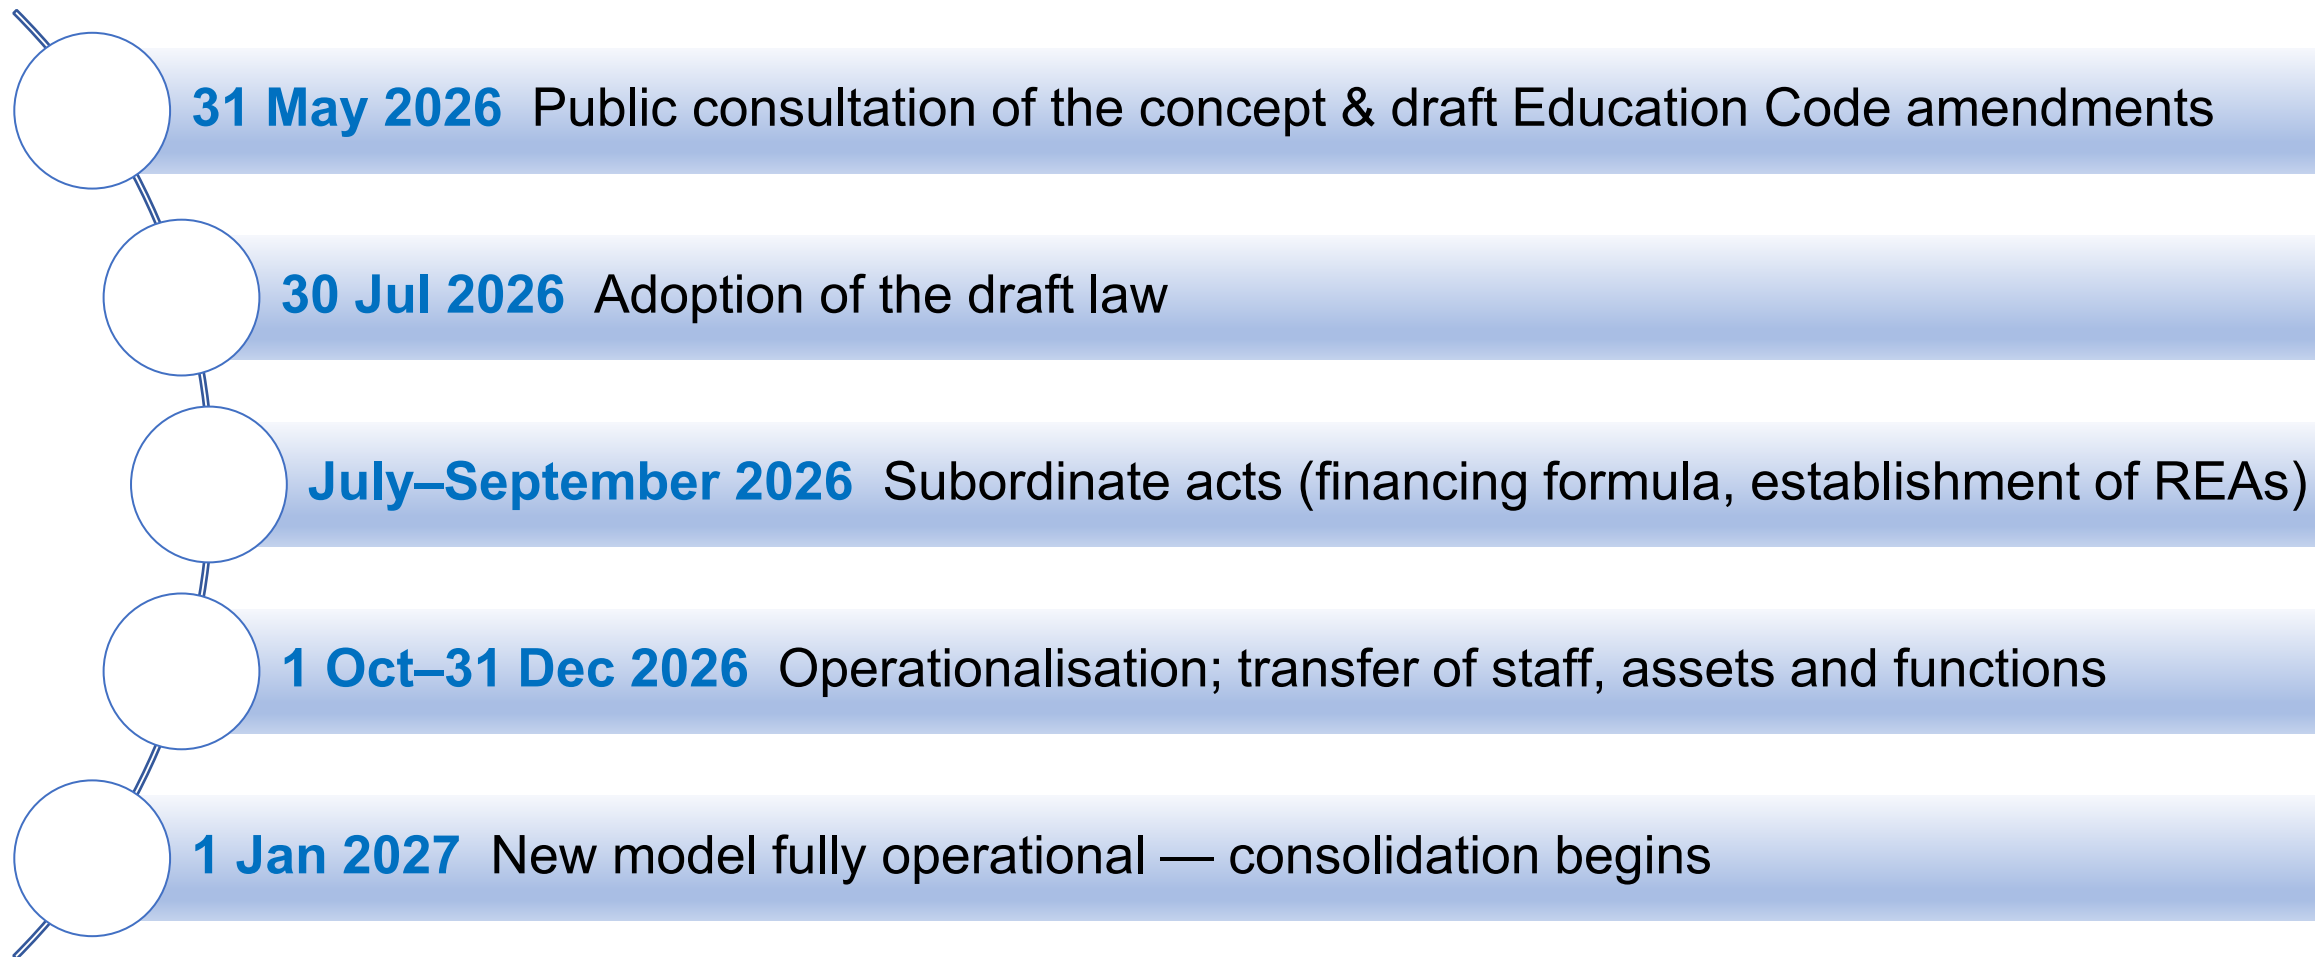 31 May 2026 Public consultation of the concept & draft Education Code amendments
30 Jul 2026 Adoption of the draft law
July–September 2026 Subordinate acts (financing formula, establishment of REAs)
1 Oct–31 Dec 2026 Operationalisation; transfer of staff, assets and functions
1 Jan 2027 New model fully operational — consolidation begins